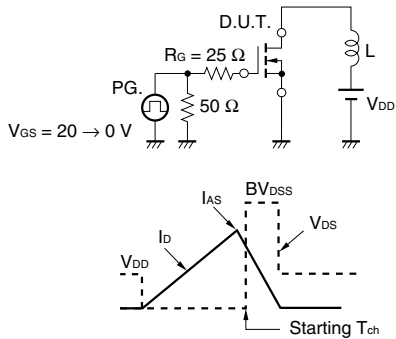 D.U.T.
RG = 25 Ω
L
PG.
50 Ω
VDD
VGS = 20 → 0 V
BVDSS
IAS
VDS
ID
VDD
Starting Tch